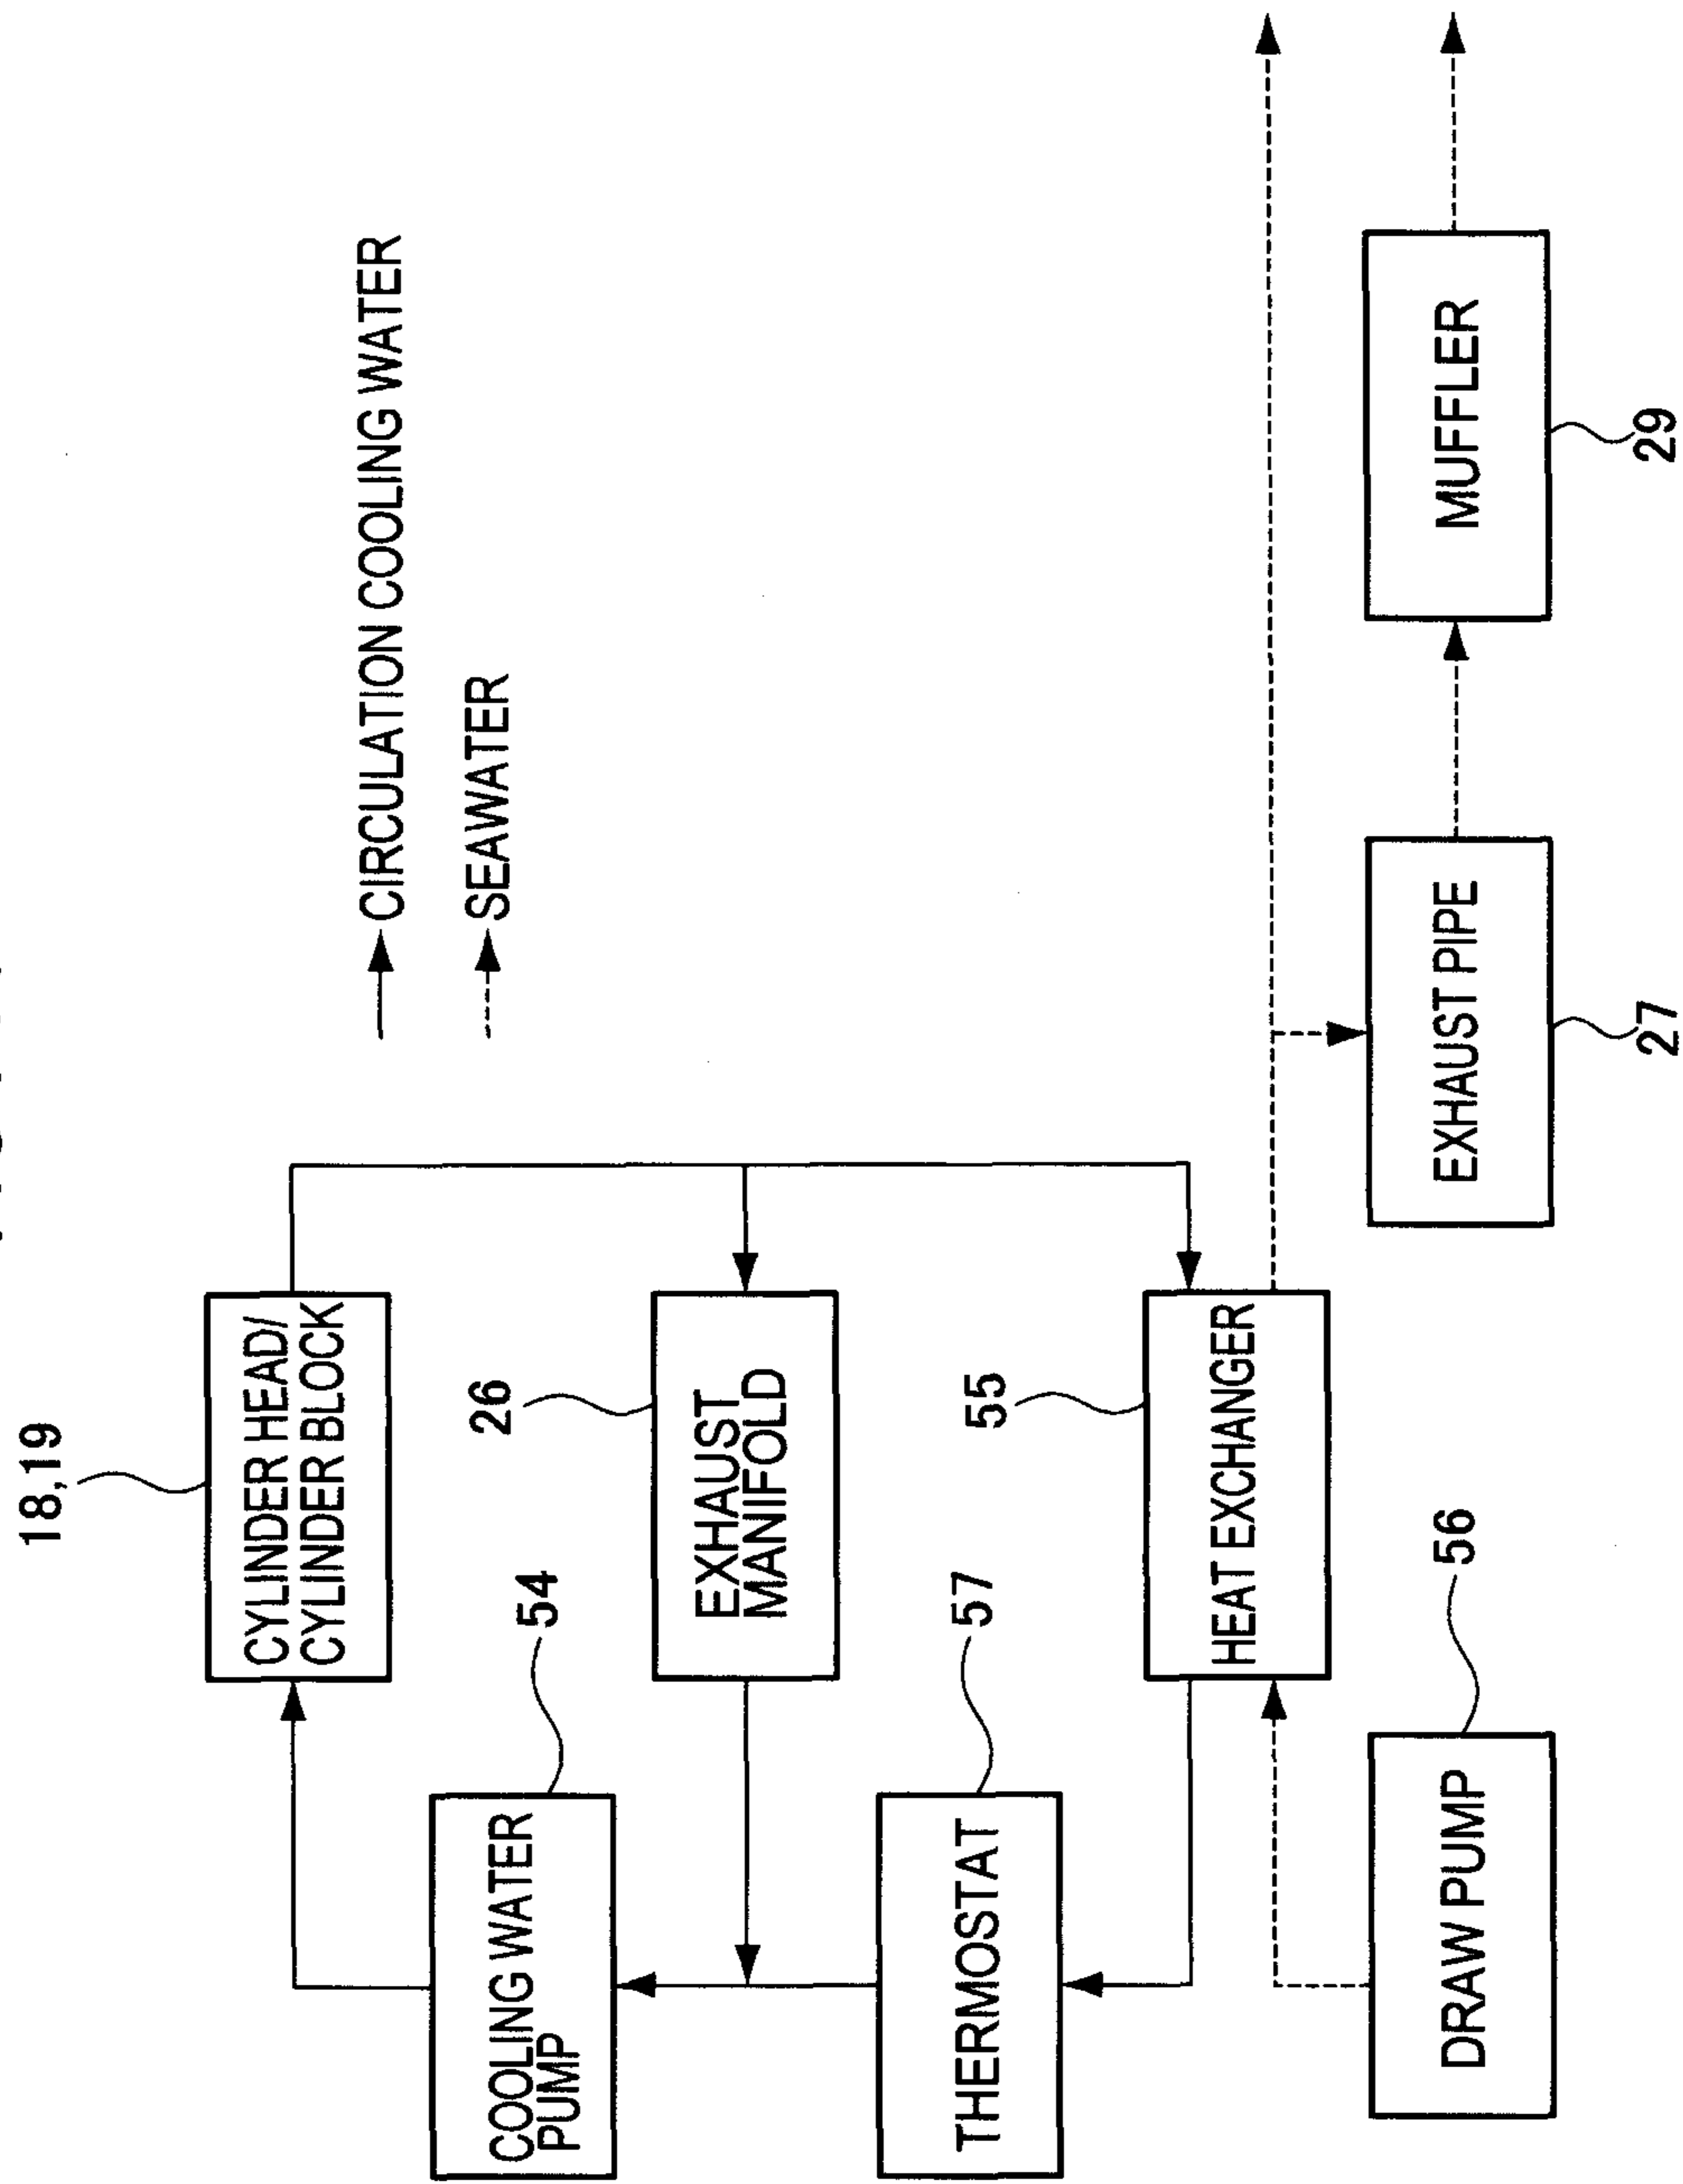 18,19
CYLINDER HEAD/
CYLINDER BLOCK
CIRCULATION COOLING WATER
SEAWATER
54
COOLING WATER
PUMP
26
EXHAUST
MANIFOLD
57
THERMOSTAT
55
HEAT EXCHANGER
56
DRAW PUMP
EXHAUST PIPE
27
MUFFLER
29